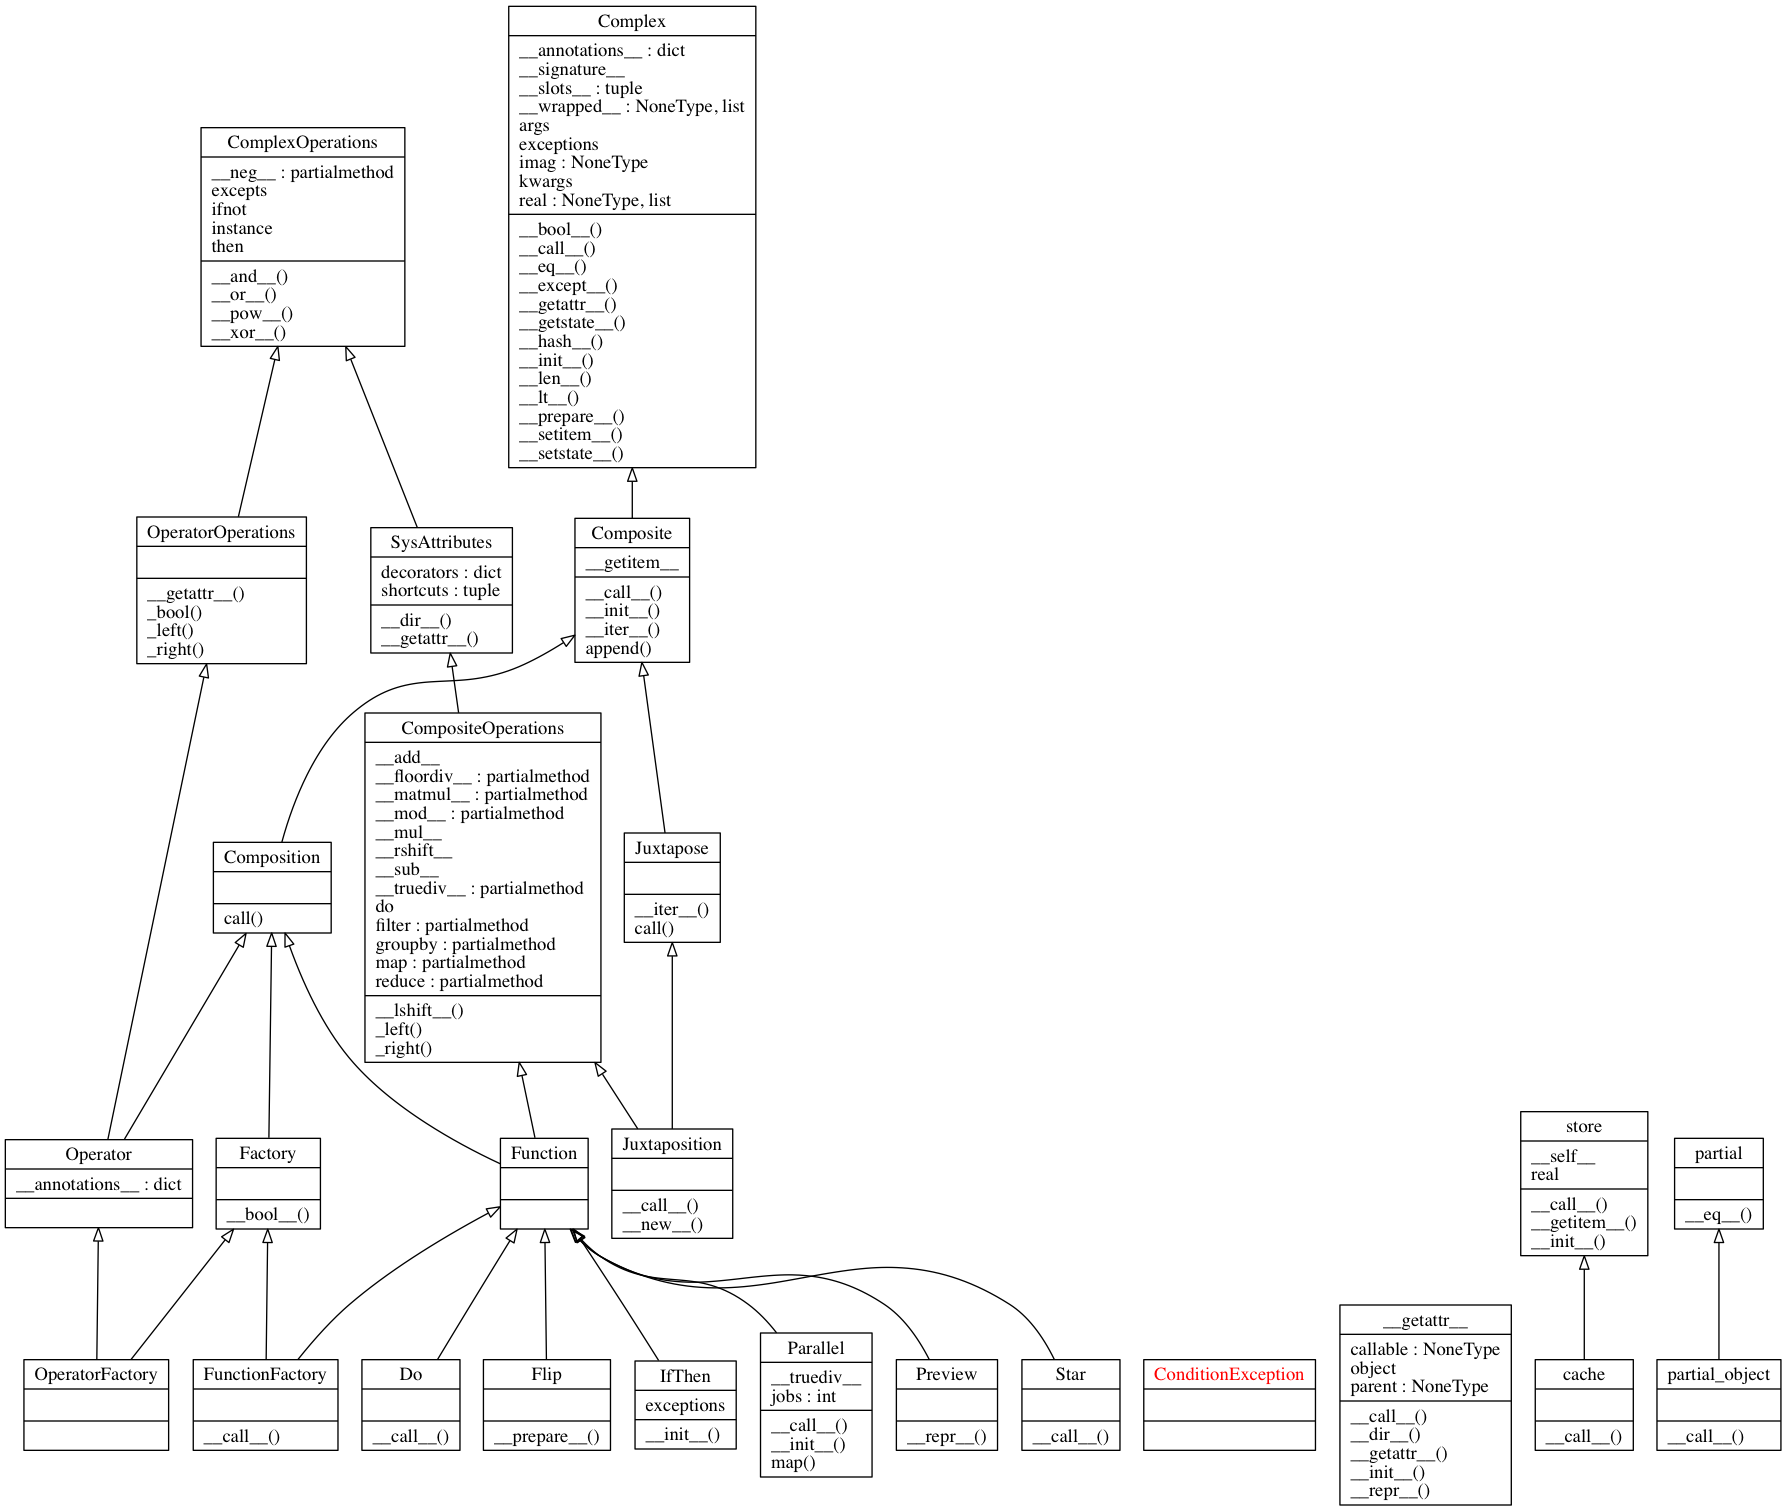 Complex
__annotations__ : dict
__signature__
__slots__ : tuple
__wrapped__ : NoneType, list
args
exceptions
imag : NoneType
kwargs
real : NoneType, list
__bool__()
__call__()
__eq__()
__except__()
__getattr__()
__getstate__()
__hash__()
__init__()
__len__()
__lt__()
__prepare__()
__setitem__()
__setstate__()
ComplexOperations
__neg__ : partialmethod
excepts
ifnot
instance
then
__and__()
__or__()
__pow__()
__xor__()
OperatorOperations
__getattr__()
_bool()
_left()
_right()
SysAttributes
decorators : dict
shortcuts : tuple
__dir__()
__getattr__()
Composite
__getitem__
__call__()
__init__()
__iter__()
append()
CompositeOperations
__add__
__floordiv__ : partialmethod
__matmul__ : partialmethod
__mod__ : partialmethod
__mul__
__rshift__
__sub__
__truediv__ : partialmethod
do
filter : partialmethod
groupby : partialmethod
map : partialmethod
reduce : partialmethod
__lshift__()
_left()
_right()
Composition
call()
Juxtapose
__iter__()
call()
Operator
__annotations__ : dict
Factory
__bool__()
Function
Juxtaposition
__call__()
__new__()
store
__self__
real
__call__()
__getitem__()
__init__()
partial
__eq__()
OperatorFactory
FunctionFactory
__call__()
Do
__call__()
Flip
__prepare__()
IfThen
exceptions
__init__()
Parallel
__truediv__
jobs : int
__call__()
__init__()
map()
Preview
__repr__()
Star
__call__()
ConditionException
__getattr__
callable : NoneType
object
parent : NoneType
__call__()
__dir__()
__getattr__()
__init__()
__repr__()
cache
__call__()
partial_object
__call__()